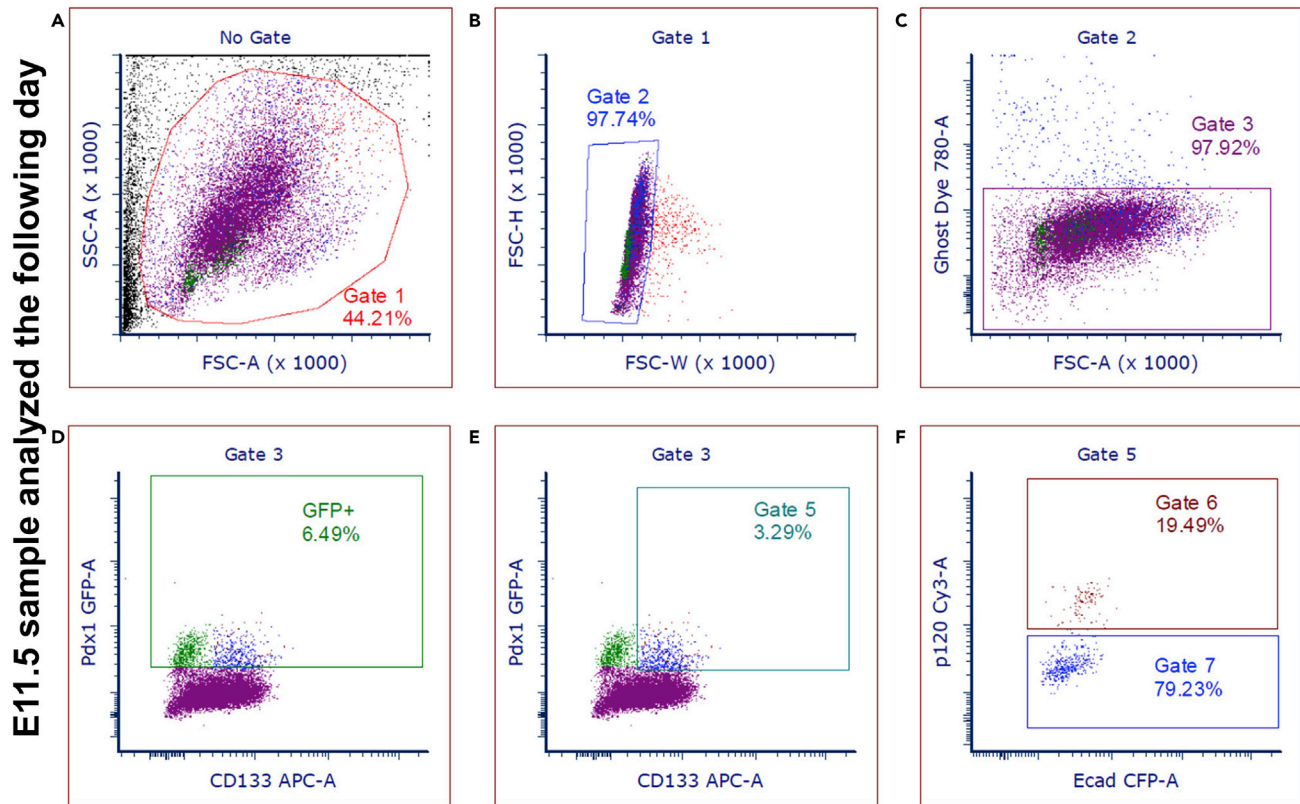 E11.5 sample analyzed the following day
A
No Gate
SSC-A (x 1000)
Gate 1
44.21%
FSC-A (x 1000)
B
Gate 1
Gate 2
97.74%
FSC-H (x 1000)
FSC-W (x 1000)
C
Gate 2
Gate 3
97.92%
Ghost Dye 780-A
FSC-A (x 1000)
D
Gate 3
GFP+
6.49%
Pdx1 GFP-A
CD133 APC-A
E
Gate 3
Gate 5
3.29%
Pdx1 GFP-A
CD133 APC-A
F
Gate 5
Gate 6
19.49%
p120 Cy3-A
Gate 7
79.23%
Ecad CFP-A